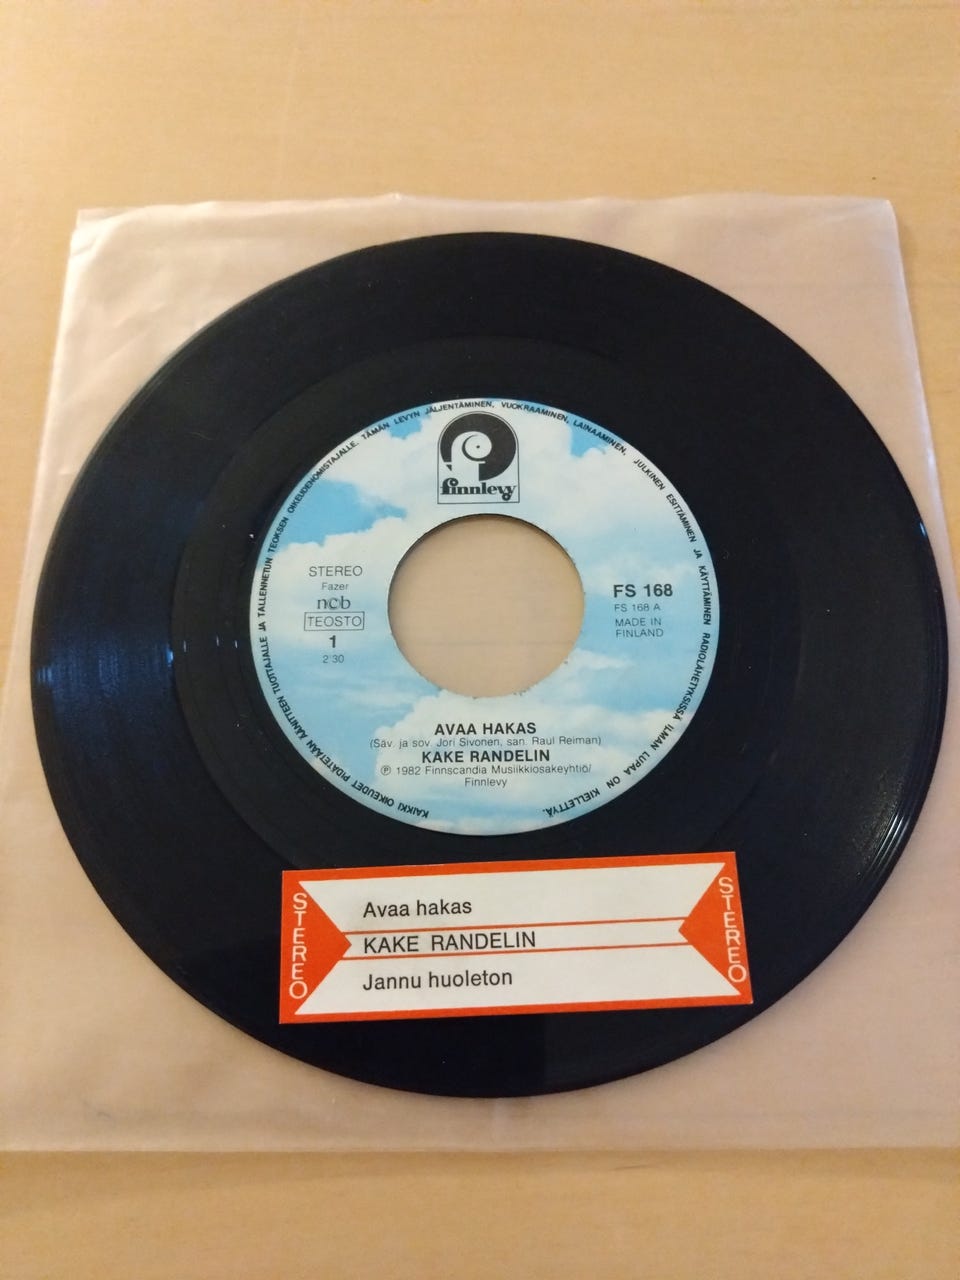 KAIKKI OIKEUDET PIDÄTETÄÄN ÄÄNITTEEN TUOTTAJALLE JA TALLENNETUN TEOKSEN OIKEUDENOMISTAJALLE. TÄMÄN LEVYN JÄLJENTÄMINEN, VUOKRAAMINEN, LAINAAMINEN, JULKINEN ESITTÄMINEN JA KÄYTTÄMINEN RADIOLÄHETYKSISSÄ ILMAN LUPAA ON KIELLETTYÄ.
finnlevy
STEREO
Fazer
ncb
TEOSTO
1
2'30
FS 168
FS 168 A
MADE IN
FINLAND
AVAA HAKAS
(Säv. ja sov. Jori Sivonen, san. Raul Reiman)
KAKE RANDELIN
℗ 1982 Finnscandia Musiikkiosakeyhtiö/
Finnlevy
STEREO
Avaa hakas
KAKE RANDELIN
Jannu huoleton
STEREO